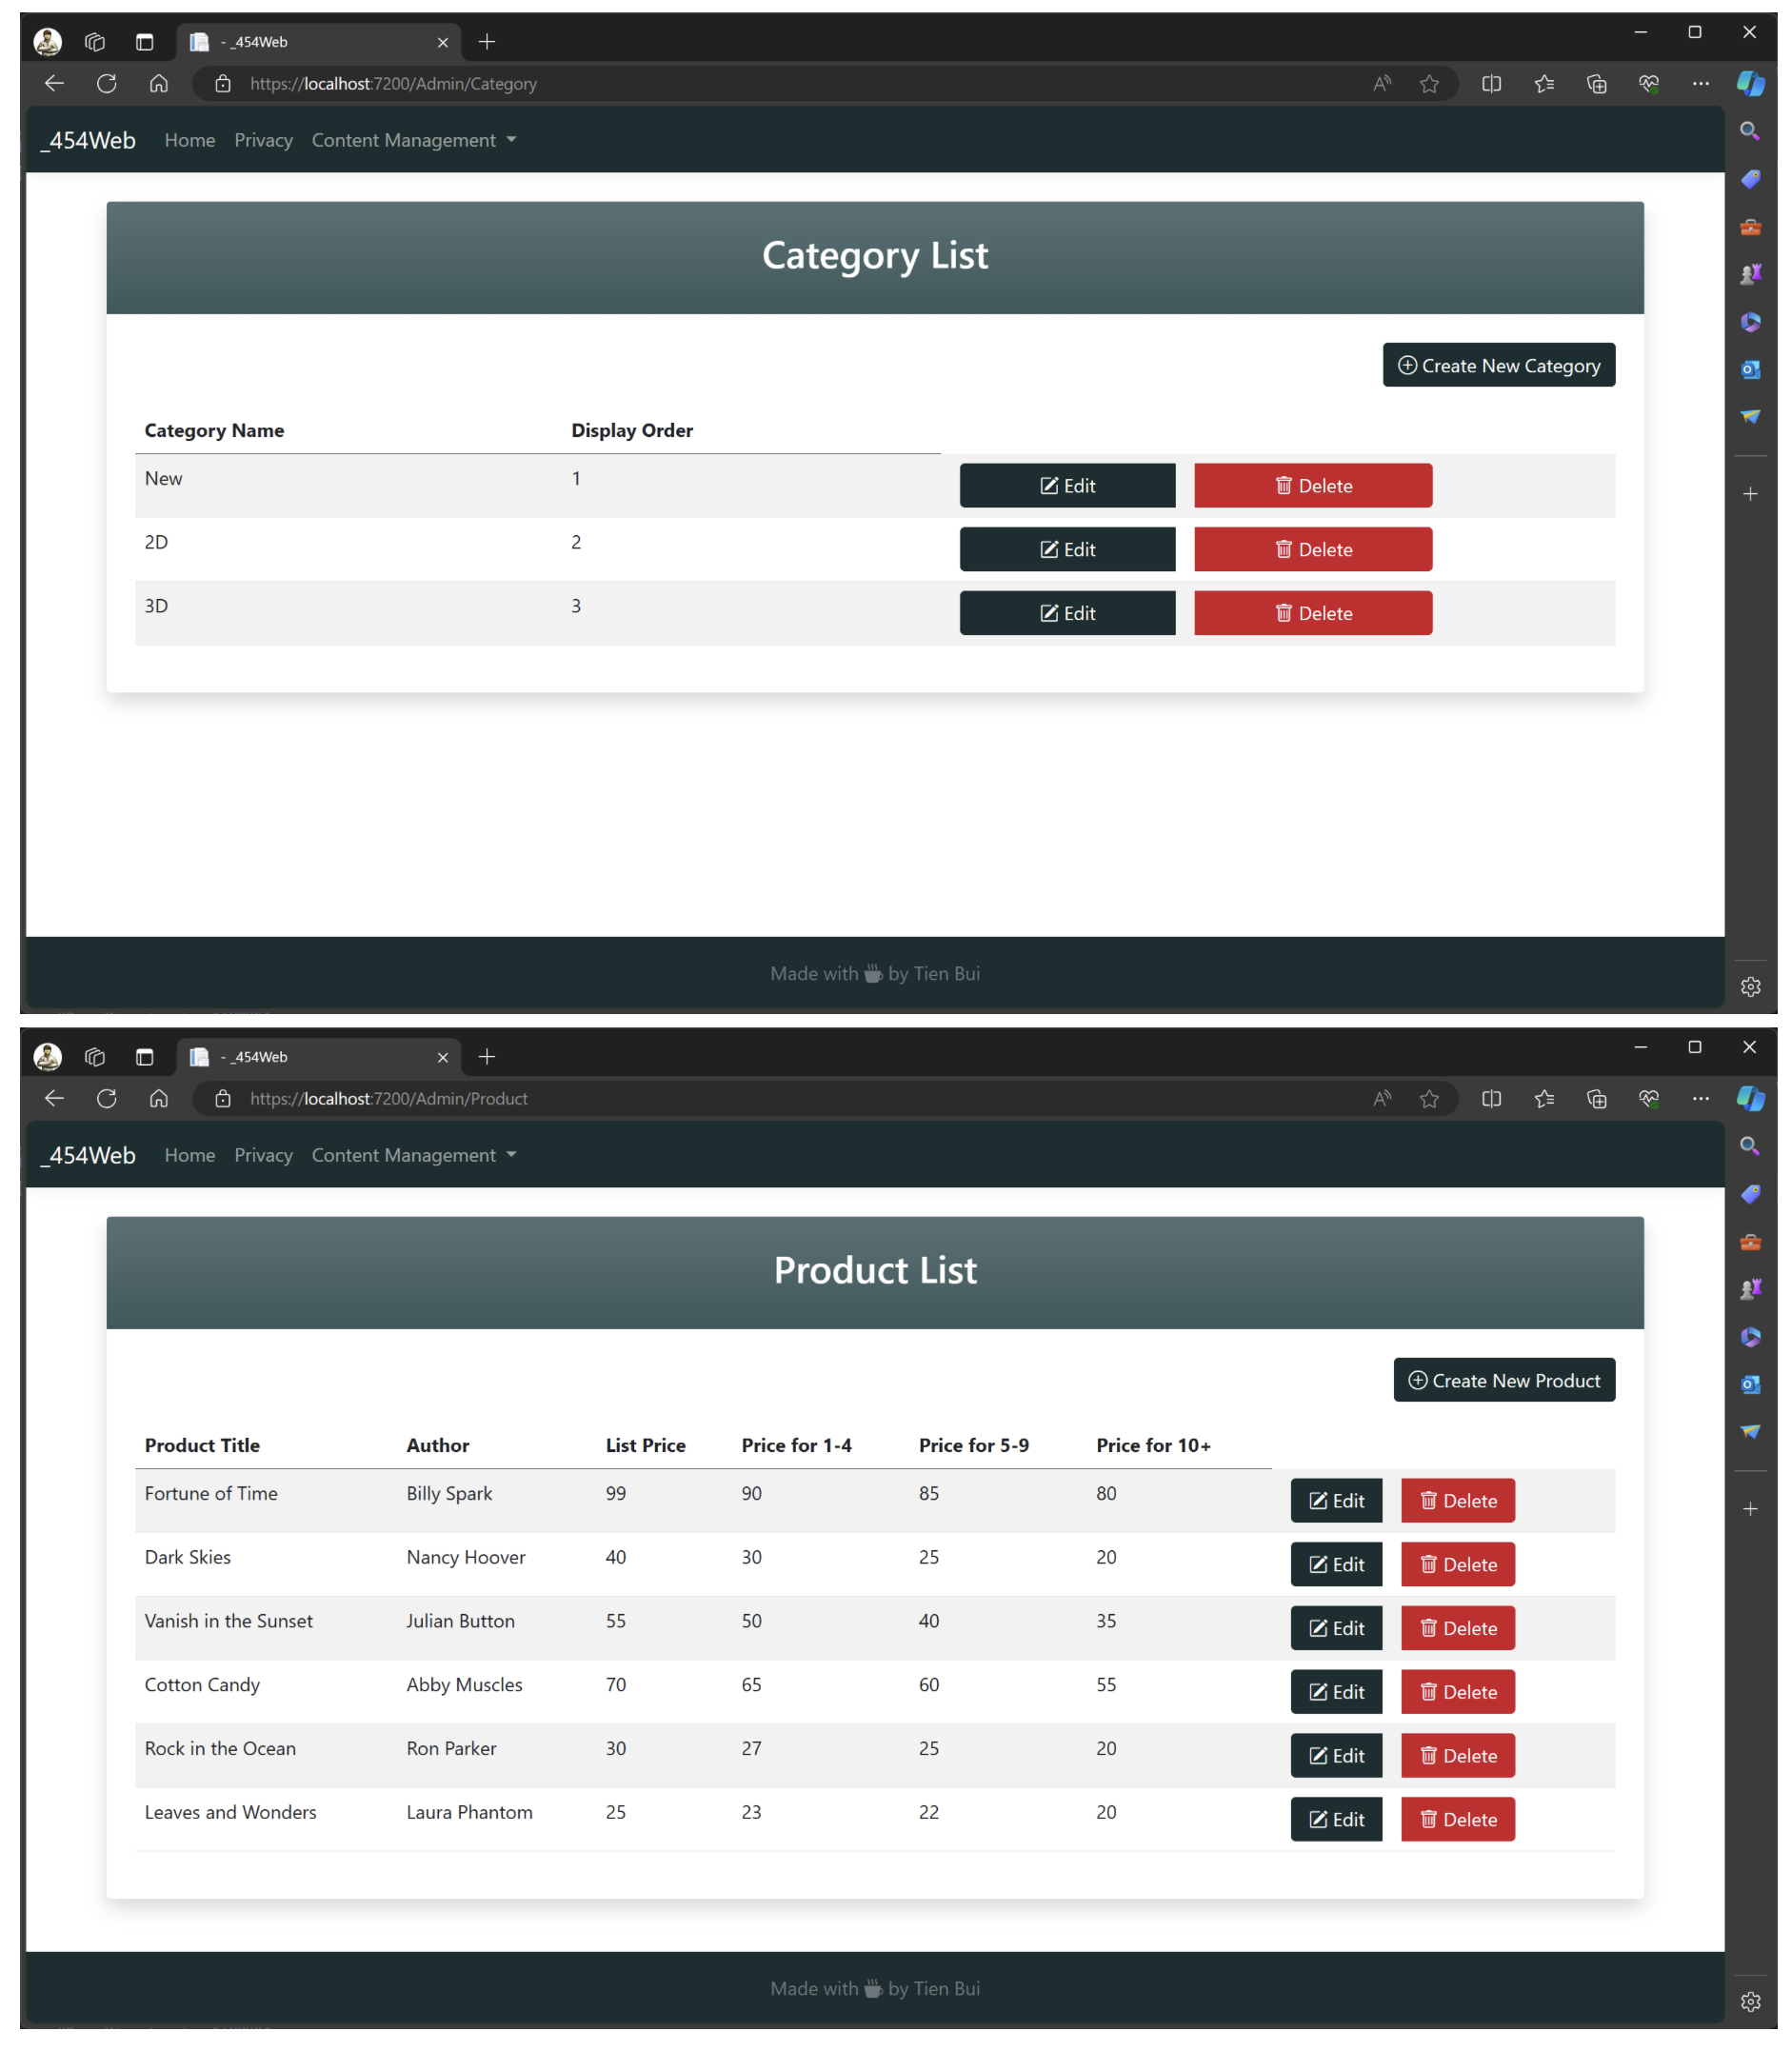 - _454Web
https://localhost:7200/Admin/Category
_454Web Home Privacy Content Management
Category List
Create New Category
Category Name Display Order
New 1 Edit Delete
2D 2 Edit Delete
3D 3 Edit Delete
Made with by Tien Bui
- _454Web
https://localhost:7200/Admin/Product
_454Web Home Privacy Content Management
Product List
Create New Product
Product Title Author List Price Price for 1-4 Price for 5-9 Price for 10+
Fortune of Time Billy Spark 99 90 85 80 Edit Delete
Dark Skies Nancy Hoover 40 30 25 20 Edit Delete
Vanish in the Sunset Julian Button 55 50 40 35 Edit Delete
Cotton Candy Abby Muscles 70 65 60 55 Edit Delete
Rock in the Ocean Ron Parker 30 27 25 20 Edit Delete
Leaves and Wonders Laura Phantom 25 23 22 20 Edit Delete
Made with by Tien Bui